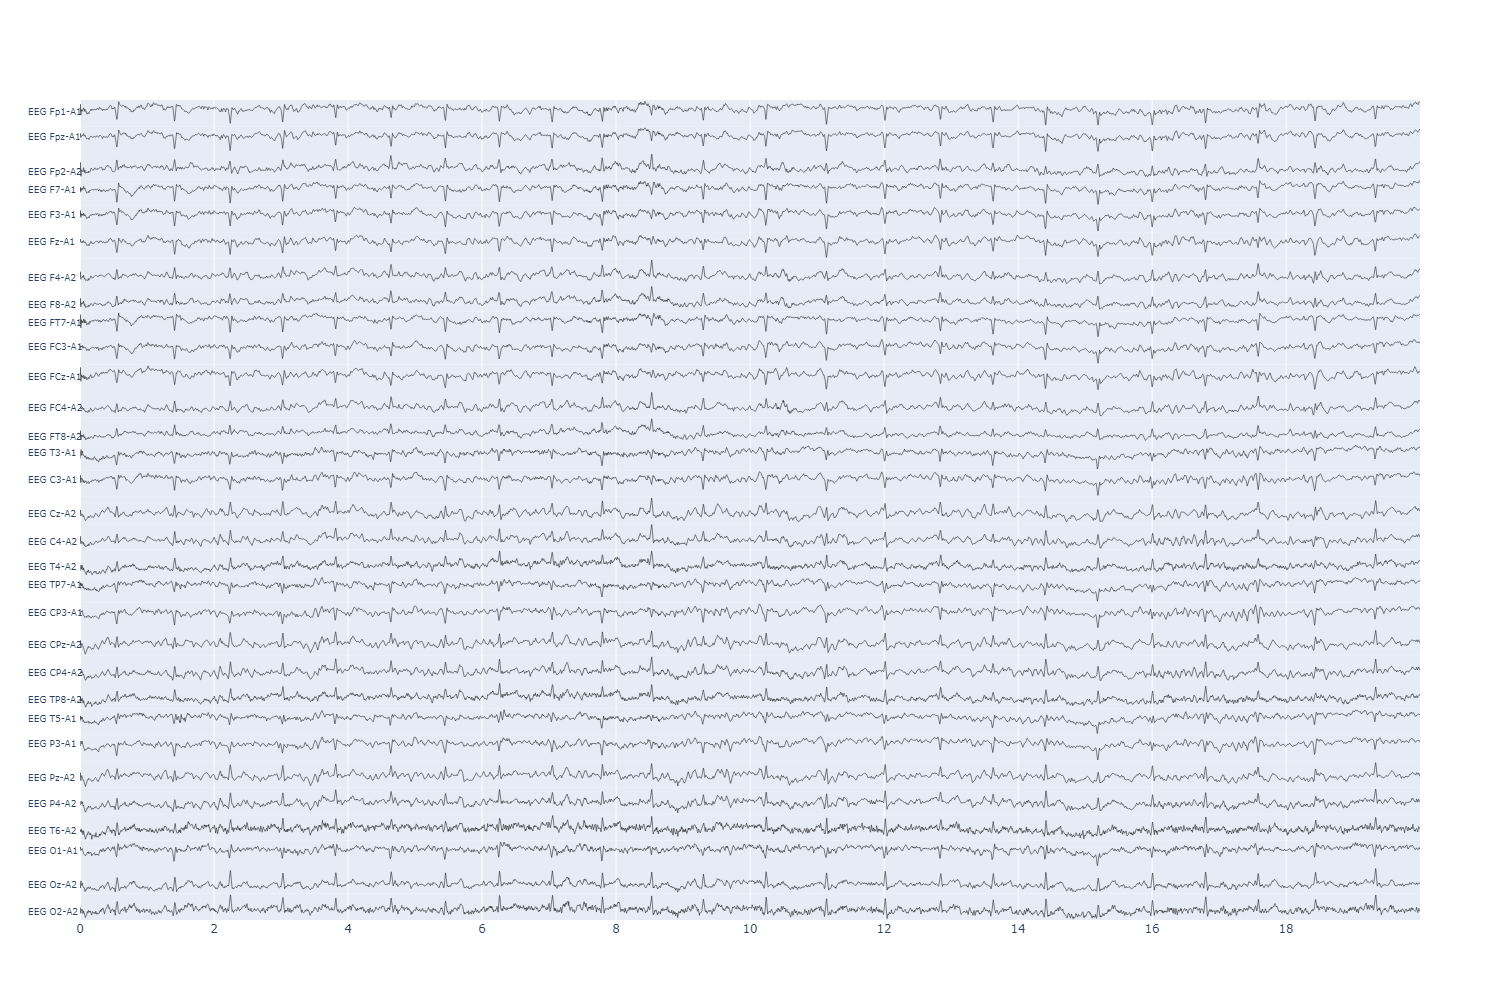 EEG Fp1-A1
EEG Fpz-A1
EEG Fp2-A2
EEG F7-A1
EEG F3-A1
EEG Fz-A1
EEG F4-A2
EEG F8-A2
EEG FT7-A1
EEG FC3-A1
EEG FCz-A1
EEG FC4-A2
EEG FT8-A2
EEG T3-A1
EEG C3-A1
EEG Cz-A2
EEG C4-A2
EEG T4-A2
EEG TP7-A1
EEG CP3-A1
EEG CPz-A2
EEG CP4-A2
EEG TP8-A2
EEG T5-A1
EEG P3-A1
EEG Pz-A2
EEG P4-A2
EEG T6-A2
EEG O1-A1
EEG Oz-A2
EEG O2-A2
0 2 4 6 8 10 12 14 16 18